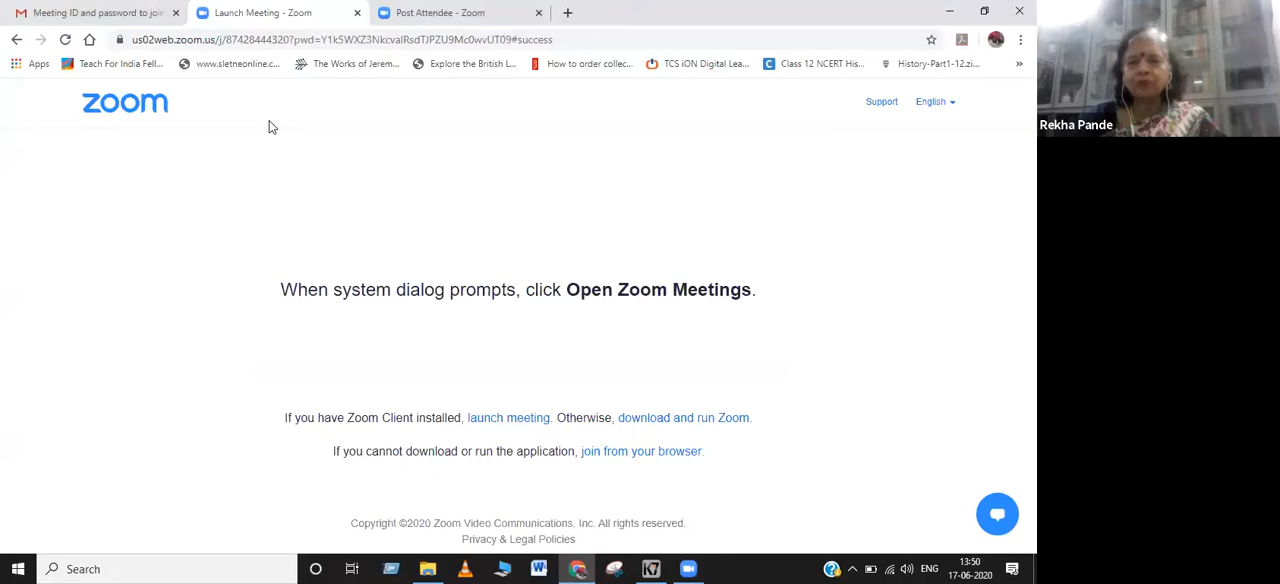 Meeting ID and password to joi
Launch Meeting - Zoom
Post Attendee - Zoom
us02web.zoom.us/j/87428444320?pwd=Y1k5WXZ3NkcvalRsdTJPZU9Mc0wvUT09#success
Apps
Teach For India Fell...
www.sletneonline.c...
The Works of Jerem...
Explore the British L...
How to order collec...
TCS iON Digital Lea...
Class 12 NCERT His...
History-Part1-12.zi...
»
zoom
Support
English
Rekha Pande
When system dialog prompts, click Open Zoom Meetings.
If you have Zoom Client installed, launch meeting. Otherwise, download and run Zoom.
If you cannot download or run the application, join from your browser.
Copyright ©2020 Zoom Video Communications, Inc. All rights reserved.
Privacy & Legal Policies
Search
ENG
13:50
17-06-2020